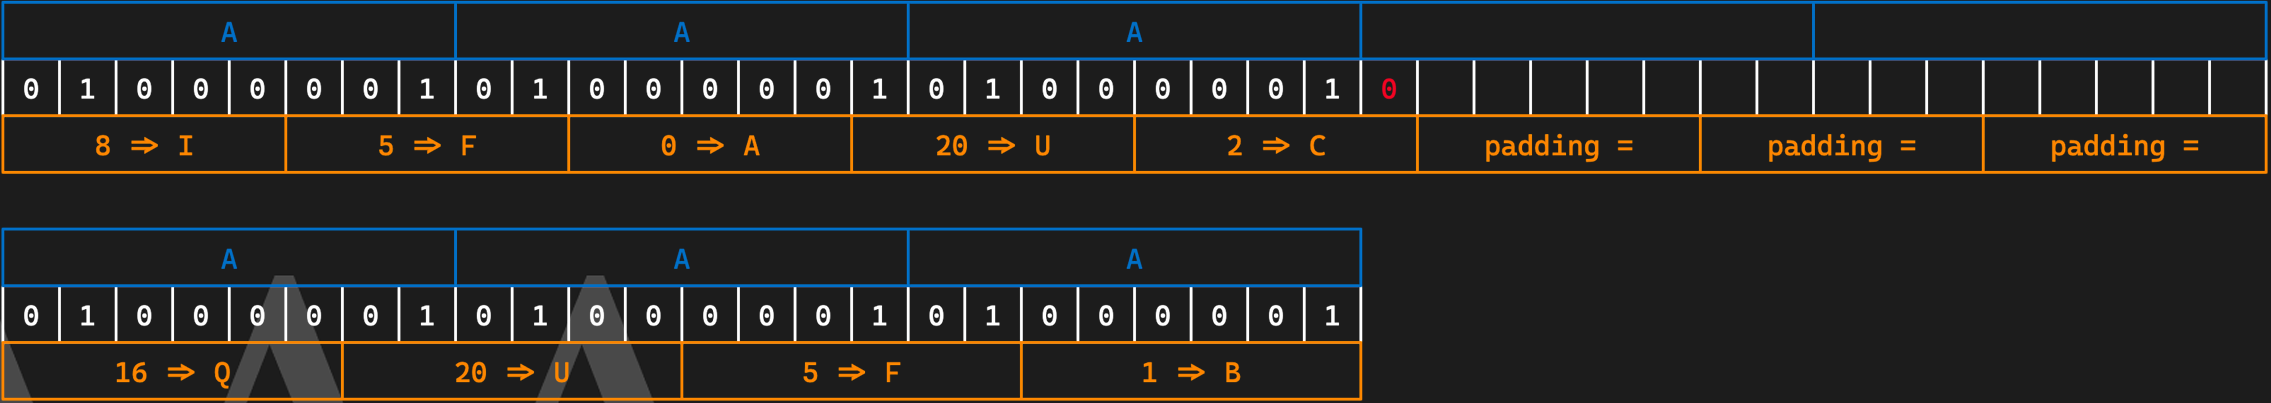 A A A
0 1 0 0 0 0 0 1 0 1 0 0 0 0 0 1 0 1 0 0 0 0 0 1 0
8 ⇒ I 5 ⇒ F 0 ⇒ A 20 ⇒ U 2 ⇒ C padding = padding = padding =
A A A
0 1 0 0 0 0 0 1 0 1 0 0 0 0 0 1 0 1 0 0 0 0 0 1
16 ⇒ Q 20 ⇒ U 5 ⇒ F 1 ⇒ B